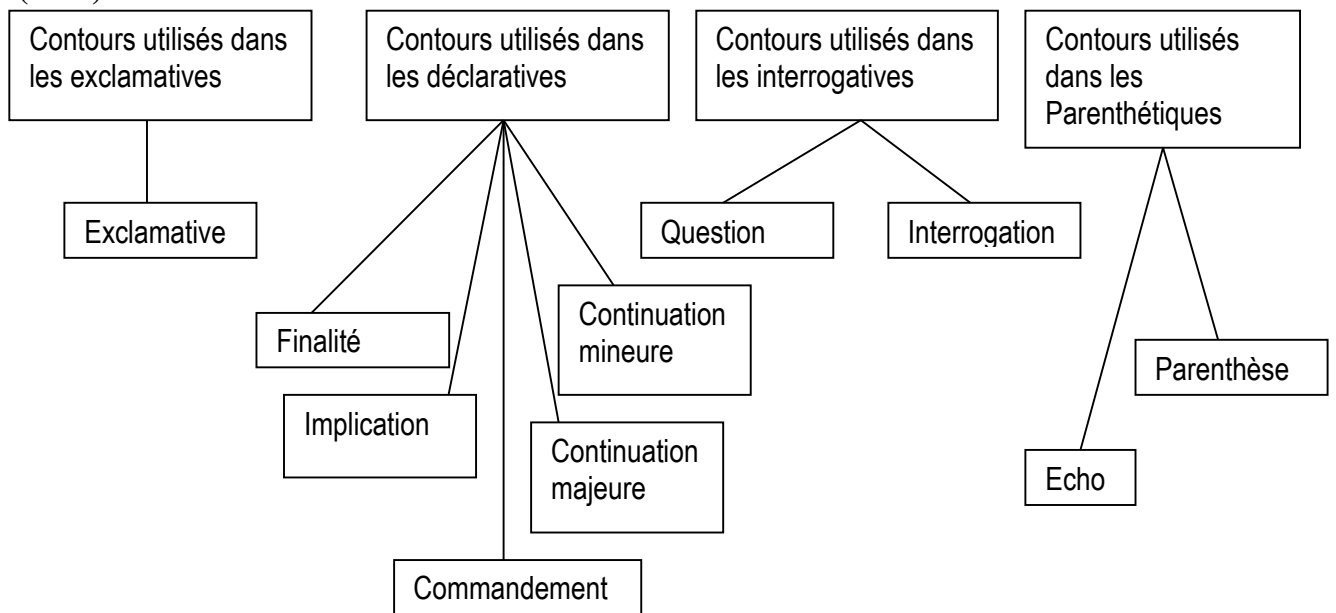 Contours utilisés dans
les exclamatives
Contours utilisés dans
les déclaratives
Contours utilisés dans
les interrogatives
Contours utilisés
dans les
Parenthétiques
Exclamative
Question
Interrogation
Finalité
Continuation
mineure
Parenthèse
Implication
Continuation
majeure
Echo
Commandement